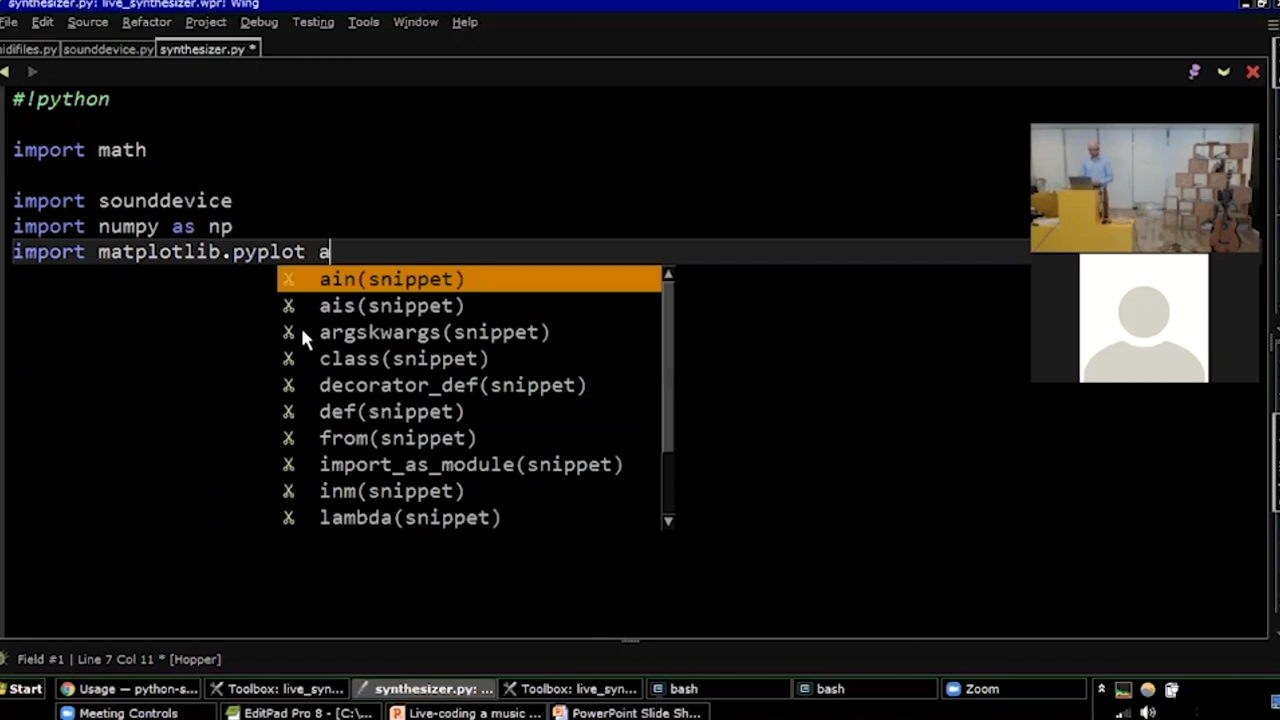 synthesizer.py: live_synthesizer.wpr: Wing
File Edit Source Refactor Project Debug Testing Tools Window Help
idifiles.py sounddevice.py synthesizer.py *
#!python
import math
import sounddevice
import numpy as np
import matplotlib.pyplot a
ain(snippet)
ais(snippet)
argskwargs(snippet)
class(snippet)
decorator_def(snippet)
def(snippet)
from(snippet)
import_as_module(snippet)
inm(snippet)
lambda(snippet)
Field #1 | Line 7 Col 11 * [Hopper]
Start Usage — python-s... Toolbox: live_syn... synthesizer.py: ... Toolbox: live_syn... bash bash Zoom
Meeting Controls EditPad Pro 8 - [C:\... Live-coding a music ... PowerPoint Slide Sh...